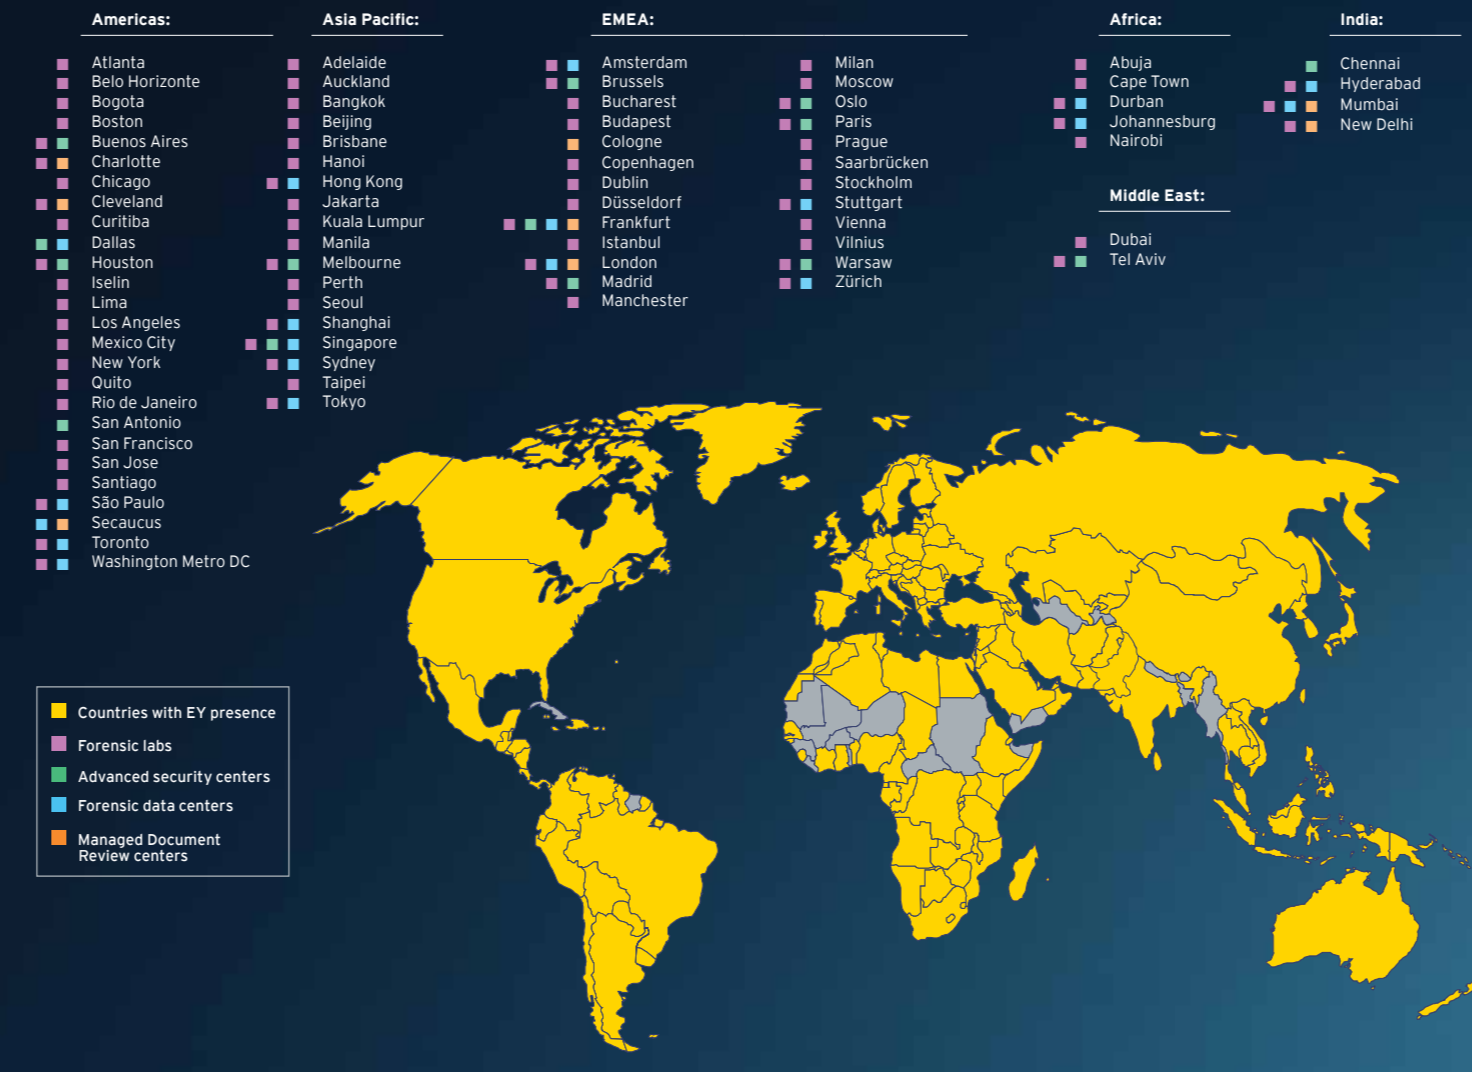 Americas:
Atlanta
Belo Horizonte
Bogota
Boston
Buenos Aires
Charlotte
Chicago
Cleveland
Curitiba
Dallas
Houston
Iselin
Lima
Los Angeles
Mexico City
New York
Quito
Rio de Janeiro
San Antonio
San Francisco
San Jose
Santiago
São Paulo
Secaucus
Toronto
Washington Metro DC
Asia Pacific:
Adelaide
Auckland
Bangkok
Beijing
Brisbane
Hanoi
Hong Kong
Jakarta
Kuala Lumpur
Manila
Melbourne
Perth
Seoul
Shanghai
Singapore
Sydney
Taipei
Tokyo
EMEA:
Amsterdam
Brussels
Bucharest
Budapest
Cologne
Copenhagen
Dublin
Düsseldorf
Frankfurt
Istanbul
London
Madrid
Manchester
Milan
Moscow
Oslo
Paris
Prague
Saarbrücken
Stockholm
Stuttgart
Vienna
Vilnius
Warsaw
Zürich
Africa:
Abuja
Cape Town
Durban
Johannesburg
Nairobi
Middle East:
Dubai
Tel Aviv
India:
Chennai
Hyderabad
Mumbai
New Delhi
Countries with EY presence
Forensic labs
Advanced security centers
Forensic data centers
Managed Document
Review centers